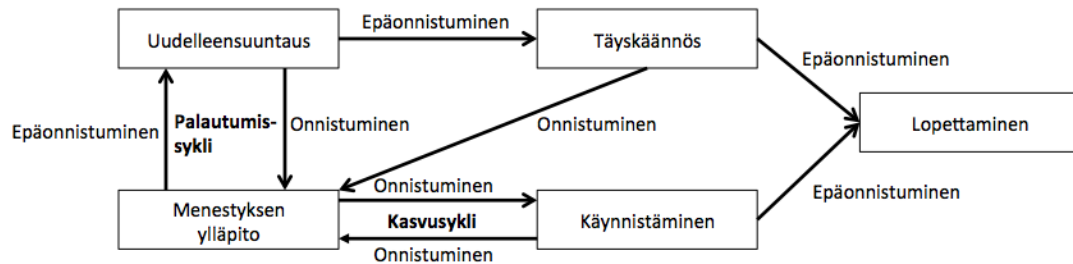 Epäonnistuminen
Uudelleensuuntaus
Täyskäännös
Epäonnistuminen
Epäonnistuminen
Palautumis-
sykli
Onnistuminen
Onnistuminen
Lopettaminen
Onnistuminen
Epäonnistuminen
Menestyksen
ylläpito
Kasvusykli
Käynnistäminen
Onnistuminen